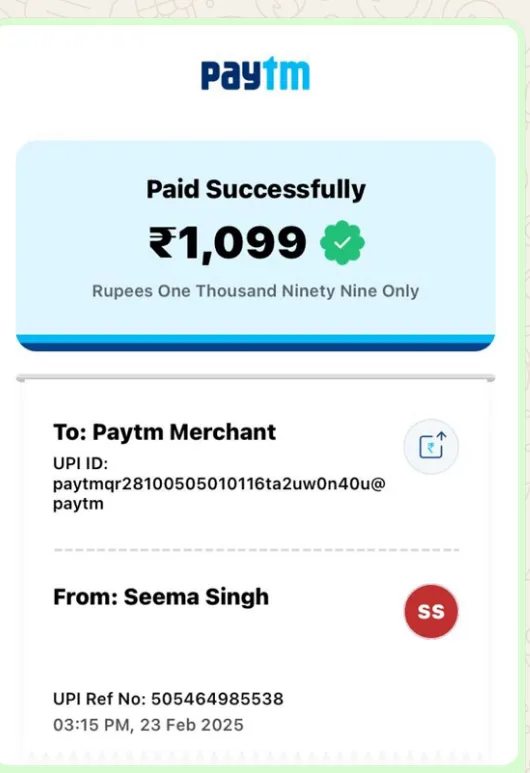 paytm
Paid Successfully
₹1,099
Rupees One Thousand Ninety Nine Only
To: Paytm Merchant
UPI ID:
paytmqr28100505010116ta2uw0n40u@
paytm
From: Seema Singh
SS
UPI Ref No: 505464985538
03:15 PM, 23 Feb 2025